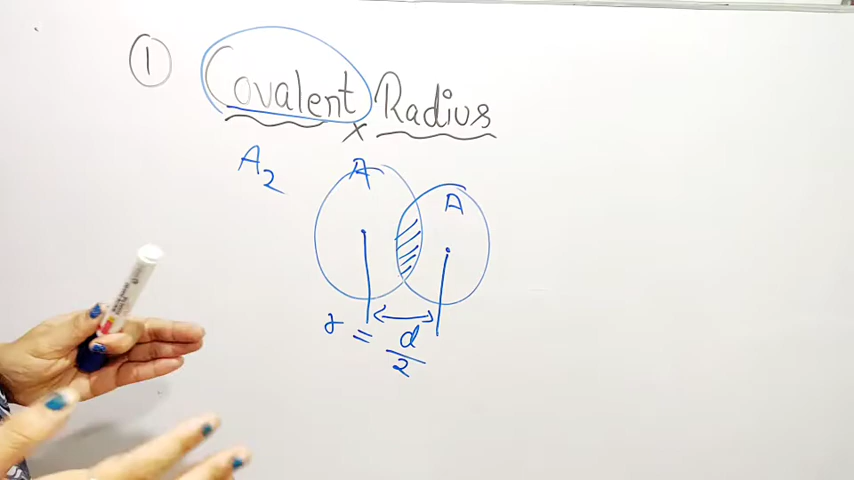 1 Covalent Radius
x
A2 A A
r = d/2